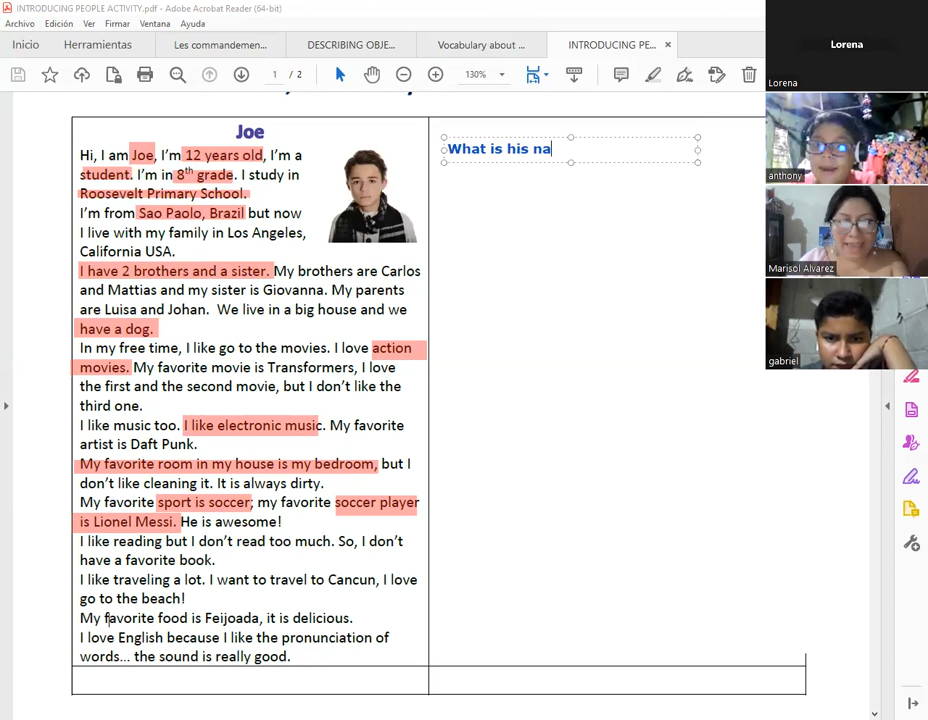 INTRODUCING PEOPLE ACTIVITY.pdf - Adobe Acrobat Reader (64-bit)
Archivo Edición Ver Firmar Ventana Ayuda
Inicio Herramientas Les commandemen... DESCRIBING OBJE... Vocabulary about ... INTRODUCING PE... ×
1 / 2 130%
Joe
Hi, I am Joe, I’m 12 years old, I’m a
student. I’m in 8th grade. I study in
Roosevelt Primary School.
I’m from Sao Paolo, Brazil but now
I live with my family in Los Angeles,
California USA.
I have 2 brothers and a sister. My brothers are Carlos
and Mattias and my sister is Giovanna. My parents
are Luisa and Johan. We live in a big house and we
have a dog.
In my free time, I like go to the movies. I love action
movies. My favorite movie is Transformers, I love
the first and the second movie, but I don’t like the
third one.
I like music too. I like electronic music. My favorite
artist is Daft Punk.
My favorite room in my house is my bedroom, but I
don’t like cleaning it. It is always dirty.
My favorite sport is soccer; my favorite soccer player
is Lionel Messi. He is awesome!
I like reading but I don’t read too much. So, I don’t
have a favorite book.
I like traveling a lot. I want to travel to Cancun, I love
go to the beach!
My favorite food is Feijoada, it is delicious.
I love English because I like the pronunciation of
words... the sound is really good.
What is his na
Lorena
Lorena
anthony
Marisol Alvarez
gabriel